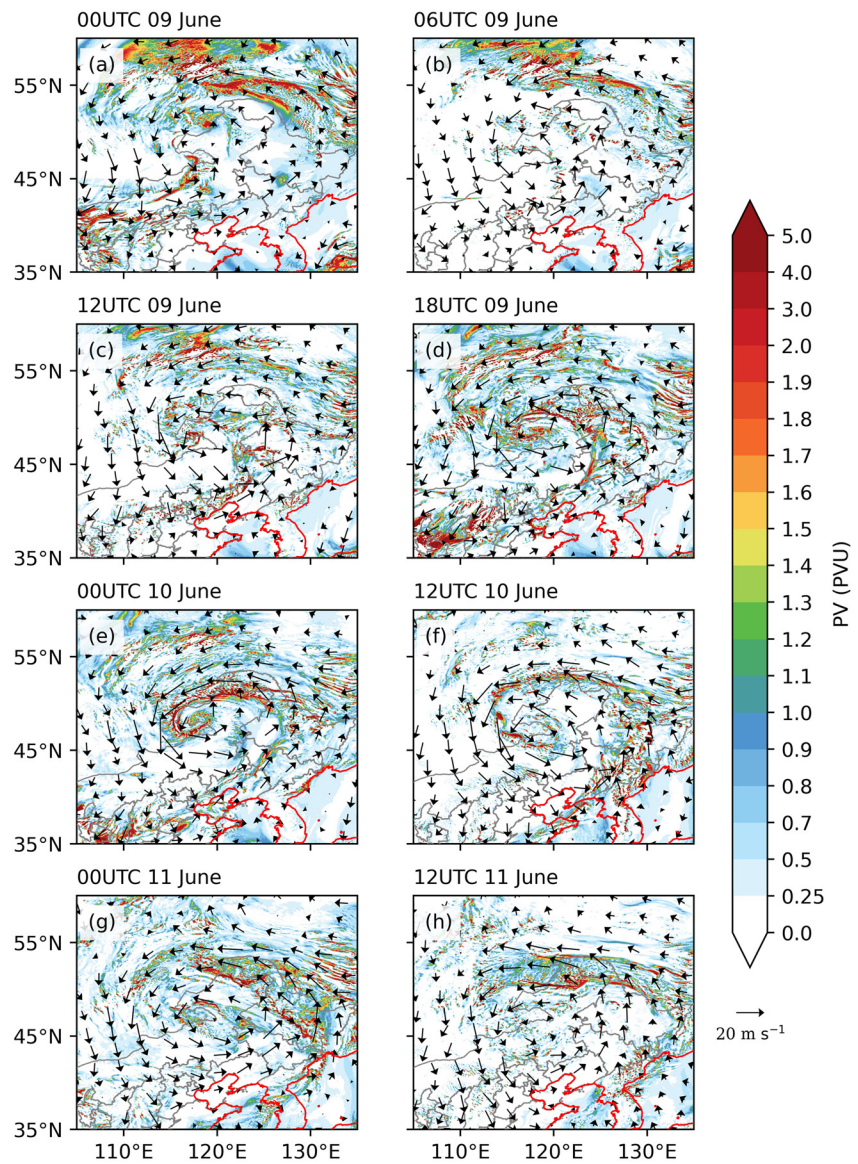 00UTC 09 June
06UTC 09 June
(a)
(b)
55°N
45°N
35°N
12UTC 09 June
18UTC 09 June
(c)
(d)
55°N
45°N
35°N
00UTC 10 June
12UTC 10 June
(e)
(f)
55°N
45°N
35°N
00UTC 11 June
12UTC 11 June
(g)
(h)
55°N
45°N
35°N
110°E
120°E
130°E
110°E
120°E
130°E
5.0
4.0
3.0
2.0
1.9
1.8
1.7
1.6
1.5
1.4
1.3
1.2
1.1
1.0
0.9
0.8
0.7
0.5
0.25
0.0
PV (PVU)
20 m s⁻¹